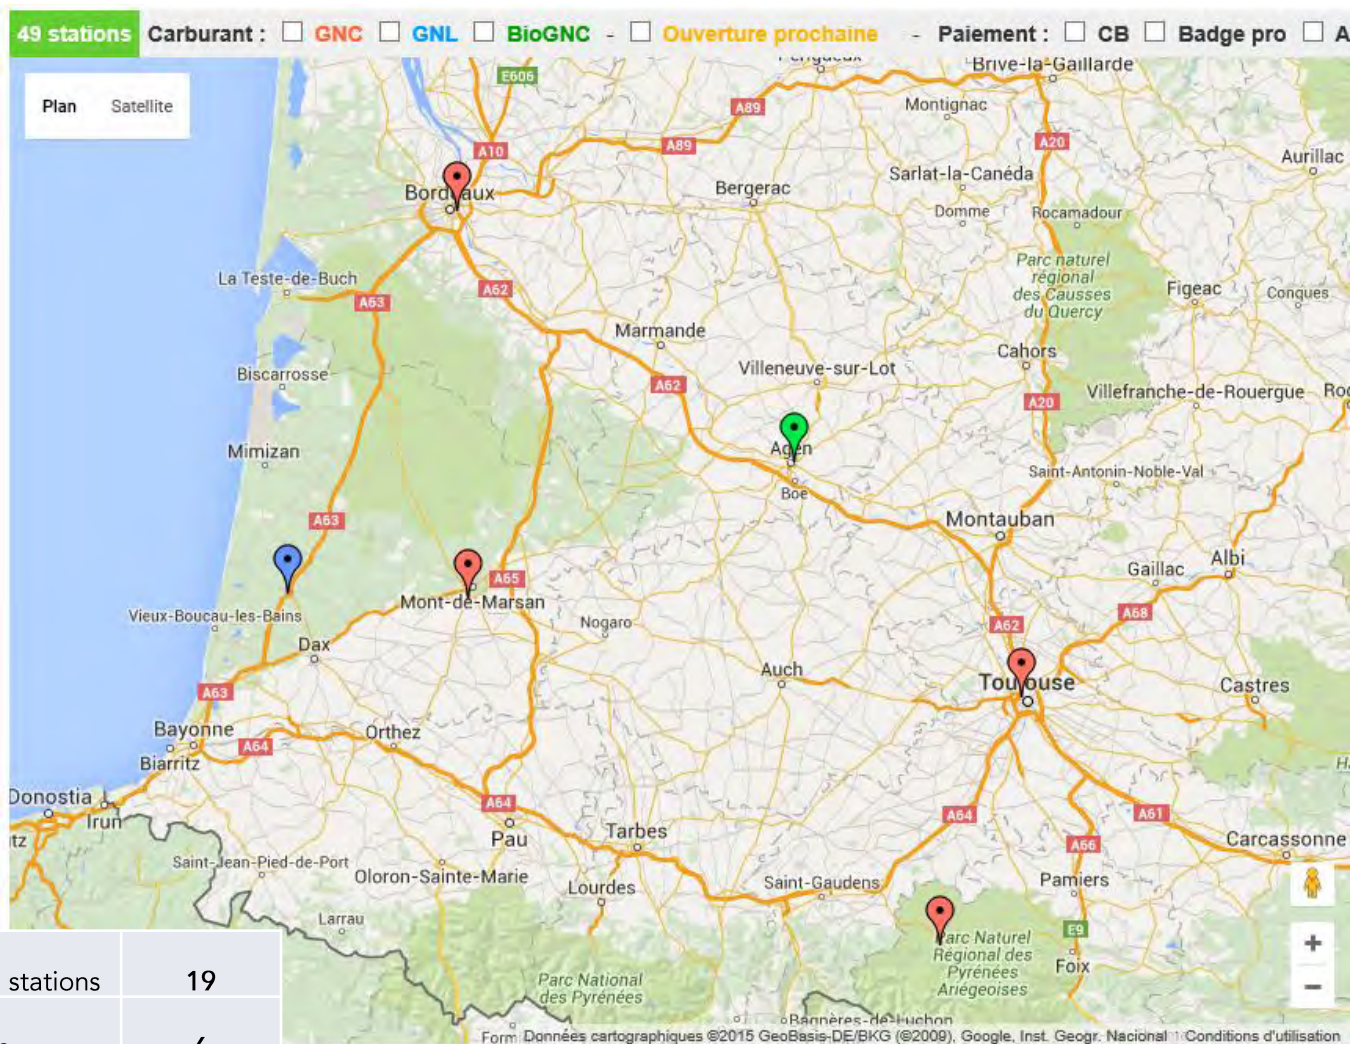 49 stations Carburant : GNC GNL BioGNC - Ouverture prochaine - Paiement : CB Badge pro A
Plan Satellite
E606
Brive-la-Gaillarde
A89
Montignac
A10
A89
A20
Aurillac
Sarlat-la-Canéda
Bergerac
Domme
Rocamadour
Parc naturel
régional
des Causses
du Quercy
La Teste-de-Buch
A62
A63
Figeac
Conques
Marmande
Cahors
Villeneuve-sur-Lot
Biscarrosse
A62
Villefranche-de-Rouergue
A20
Mimizan
Saint-Antonin-Noble-Val
Boé
A63
Montauban
Albi
Gaillac
A65
Mont-de-Marsan
Vieux-Boucau-les-Bains
Nogaro
A62
A68
Dax
Auch
Toulouse
Castres
A63
Bayonne
Orthez
A64
Biarritz
Donostia
Irun
A64
A64
A61
Pau
Tarbes
A66
Carcassonne
Saint-Jean-Pied-de-Port
Oloron-Sainte-Marie
Lourdes
Saint-Gaudens
Pamiers
Larrau
E9
Parc Naturel
Régional des
Pyrénées
Ariégeoises
Foix
Parc National
des Pyrénées
stations 19
Bagnères-de-Luchon
Données cartographiques ©2015 GeoBasis-DE/BKG (©2009), Google, Inst. Geogr. Nacional Conditions d'utilisation